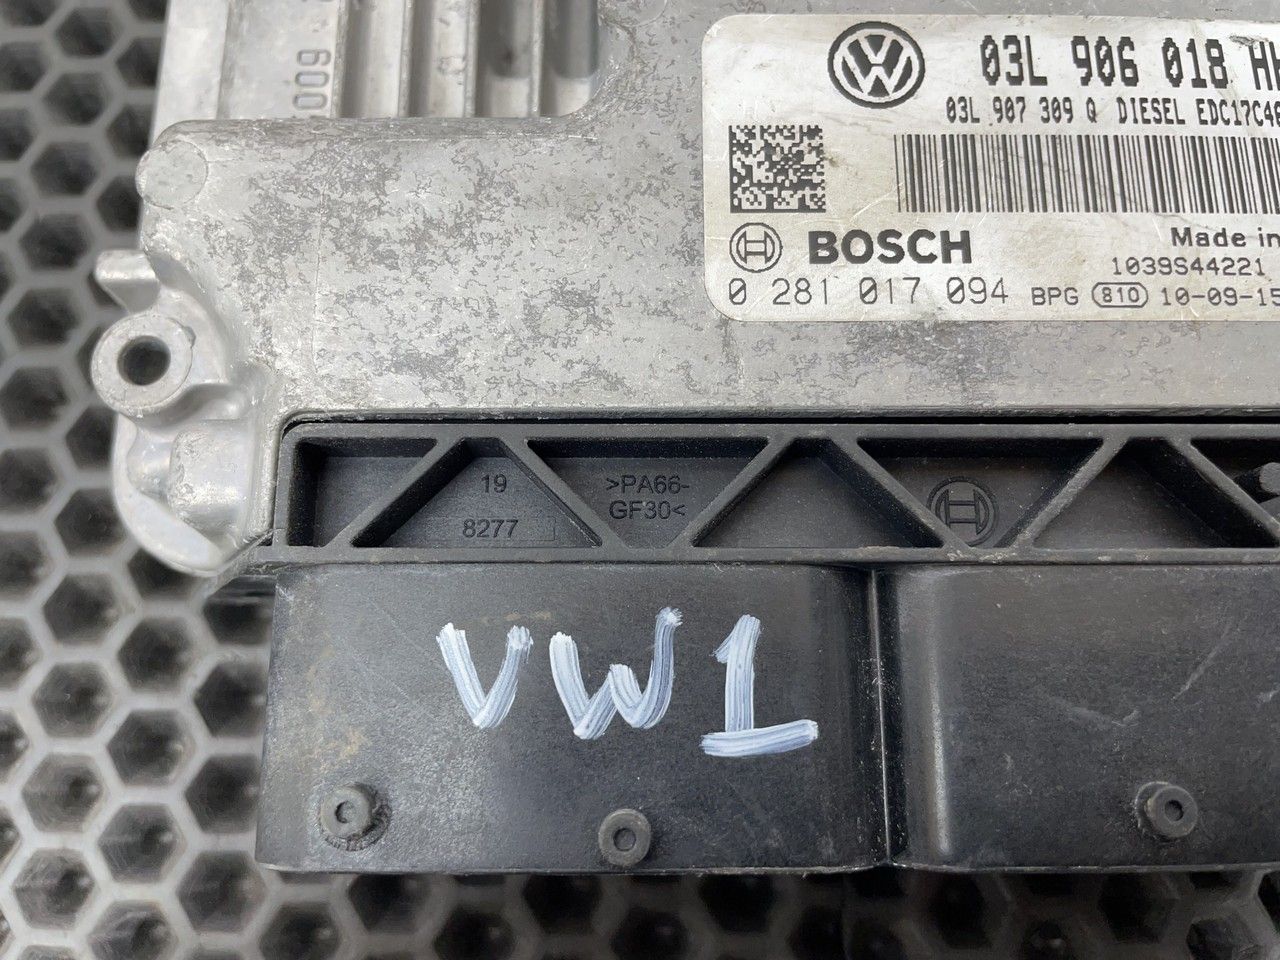 009
03L 906 018 HH
03L 907 309 Q DIESEL EDC17C46
BOSCH
Made in
1039S44221
0 281 017 094 BPG 810 10-09-15
19
8277
>PA66-
GF30<
VW1